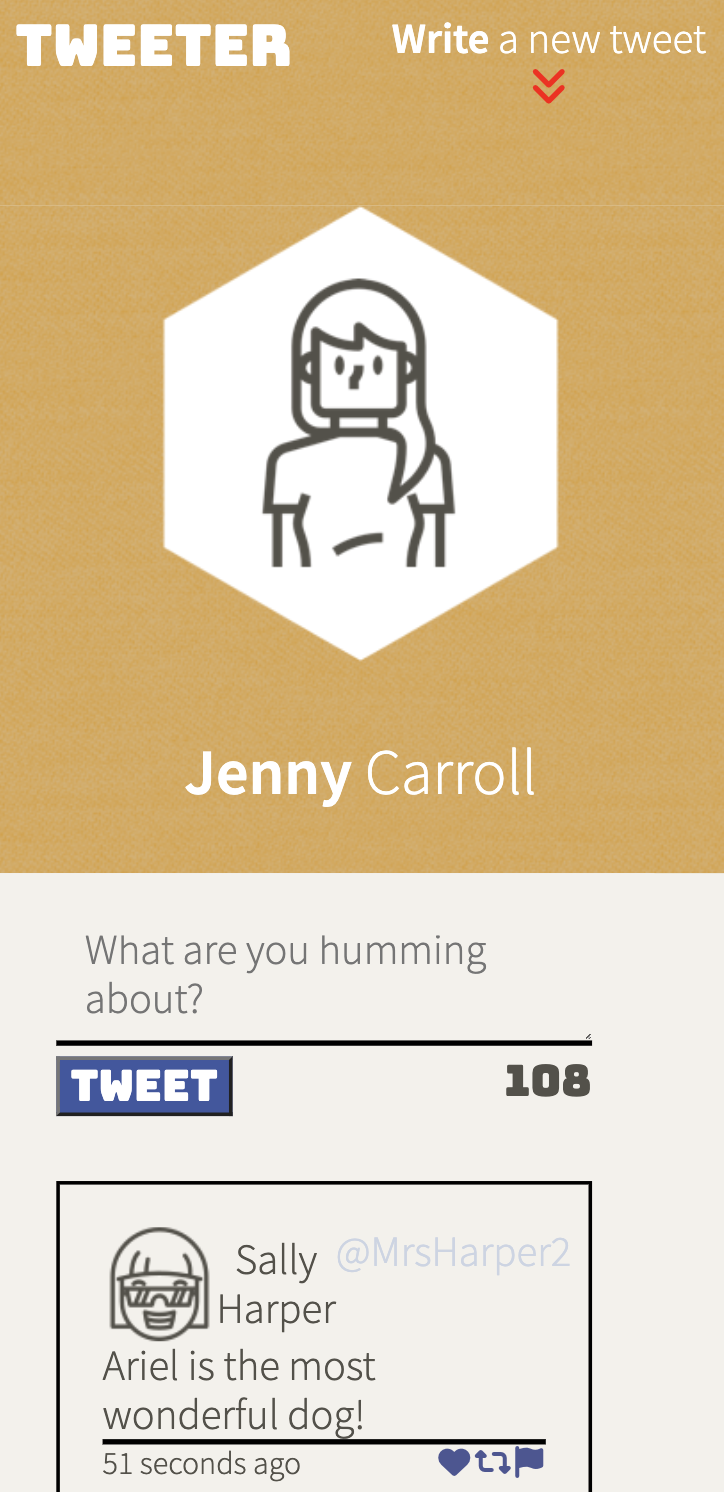 TWEETER
Write a new tweet
Jenny Carroll
What are you humming
about?
TWEET
108
Sally
Harper
@MrsHarper2
Ariel is the most
wonderful dog!
51 seconds ago